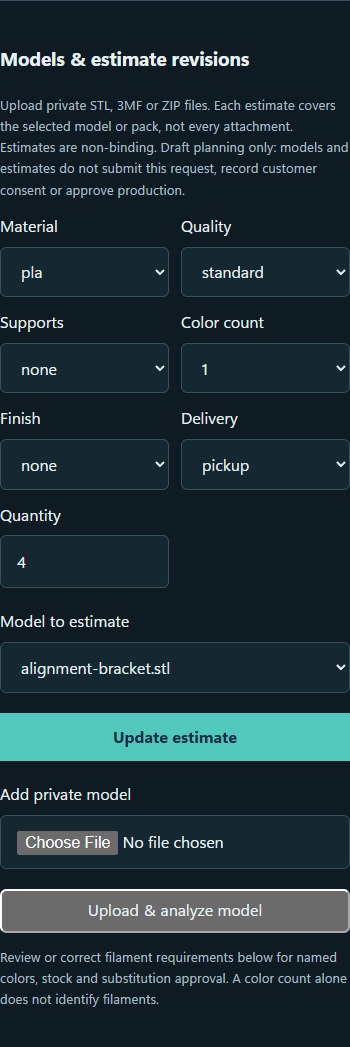 Models & estimate revisions
Upload private STL, 3MF or ZIP files. Each estimate covers
the selected model or pack, not every attachment.
Estimates are non-binding. Draft planning only: models and
estimates do not submit this request, record customer
consent or approve production.
Material
Quality
pla
standard
Supports
Color count
none
1
Finish
Delivery
none
pickup
Quantity
4
Model to estimate
alignment-bracket.stl
Update estimate
Add private model
Choose File No file chosen
Upload & analyze model
Review or correct filament requirements below for named
colors, stock and substitution approval. A color count alone
does not identify filaments.